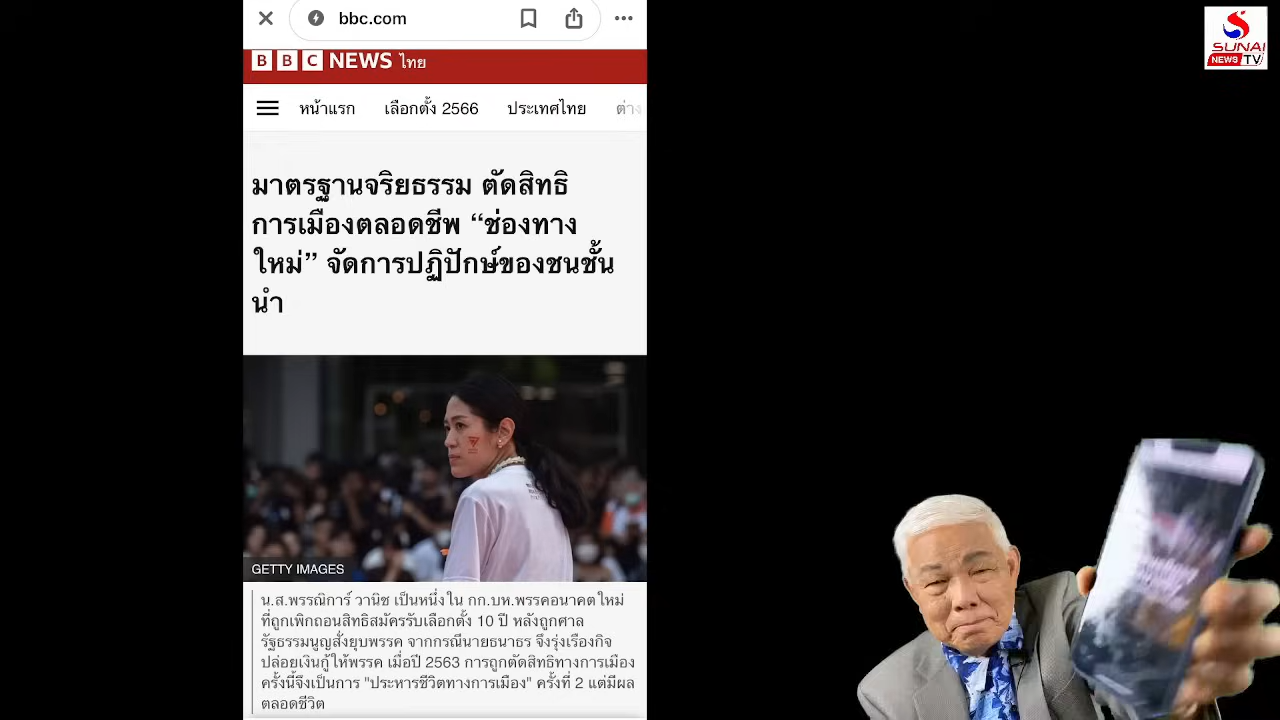 bbc.com
BBC NEWS ไทย
หน้าแรก เลือกตั้ง 2566 ประเทศไทย ต่าง
มาตรฐานจริยธรรม ตัดสิทธิ
การเมืองตลอดชีพ “ช่องทาง
ใหม่” จัดการปฏิปักษ์ของชนชั้น
นำ
GETTY IMAGES
น.ส.พรรณิการ์ วานิช เป็นหนึ่งใน กก.บห.พรรคอนาคตใหม่
ที่ถูกเพิกถอนสิทธิสมัครรับเลือกตั้ง 10 ปี หลังถูกศาล
รัฐธรรมนูญสั่งยุบพรรค จากกรณีนายธนาธร จึงรุ่งเรืองกิจ
ปล่อยเงินกู้ให้พรรค เมื่อปี 2563 การถูกตัดสิทธิทางการเมือง
ครั้งนี้จึงเป็นการ "ประหารชีวิตทางการเมือง" ครั้งที่ 2 แต่มีผล
ตลอดชีวิต
SUNAI
NEWS TV